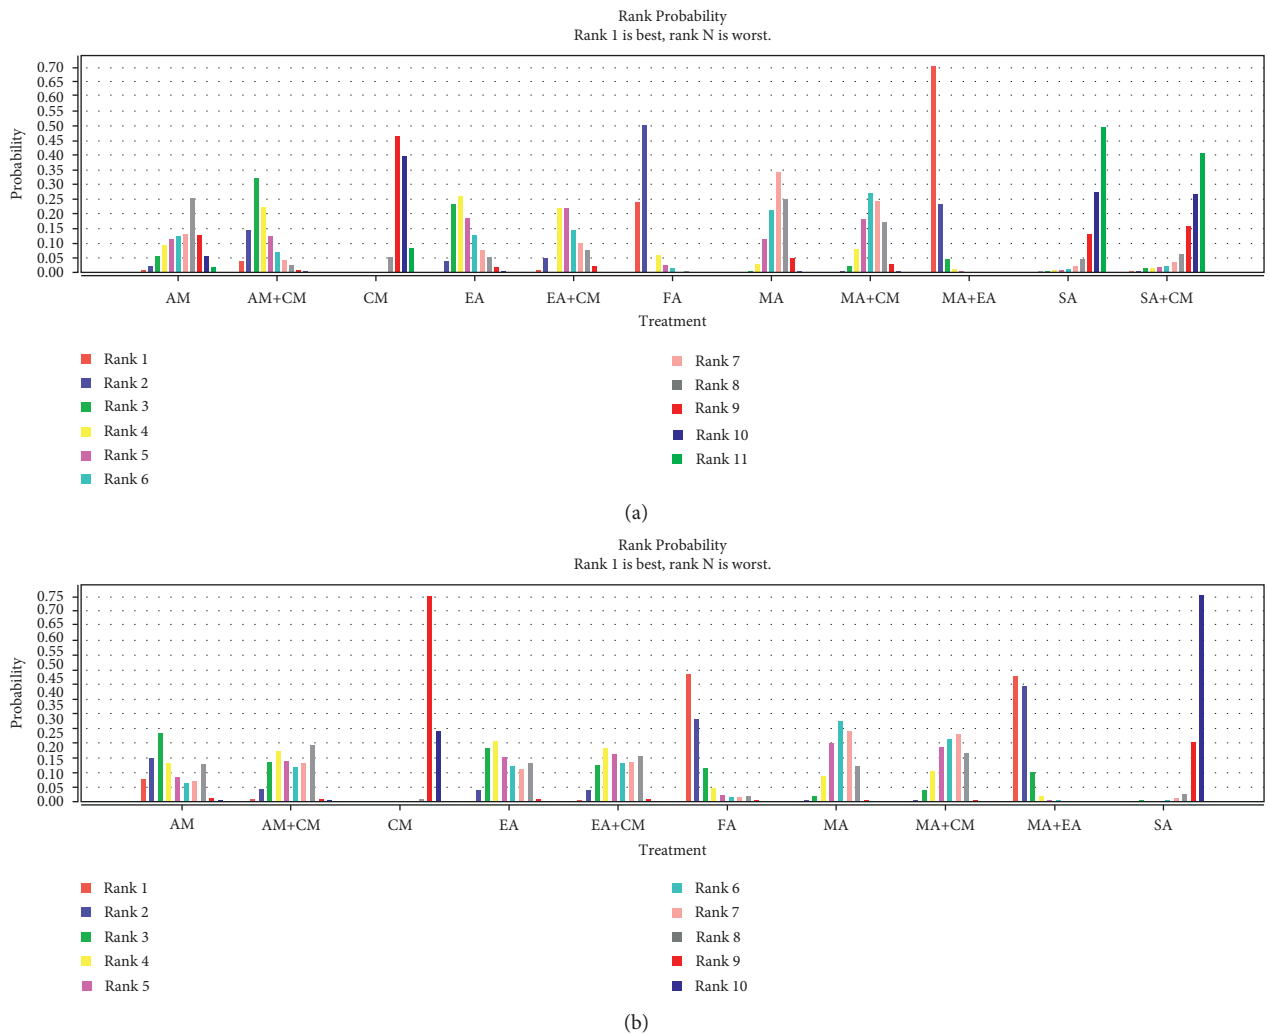 Rank Probability
Rank 1 is best, rank N is worst.
0.70
0.65
0.60
0.55
0.50
0.45
0.40
0.35
0.30
0.25
0.20
0.15
0.10
0.05
0.00
Probability
AM AM+CM CM EA EA+CM FA MA MA+CM MA+EA SA SA+CM
Treatment
Rank 1
Rank 2
Rank 3
Rank 4
Rank 5
Rank 6
Rank 7
Rank 8
Rank 9
Rank 10
Rank 11
(a)
Rank Probability
Rank 1 is best, rank N is worst.
0.75
0.70
0.65
0.60
0.55
0.50
0.45
0.40
0.35
0.30
0.25
0.20
0.15
0.10
0.05
0.00
Probability
AM AM+CM CM EA EA+CM FA MA MA+CM MA+EA SA
Treatment
Rank 1
Rank 2
Rank 3
Rank 4
Rank 5
Rank 6
Rank 7
Rank 8
Rank 9
Rank 10
(b)